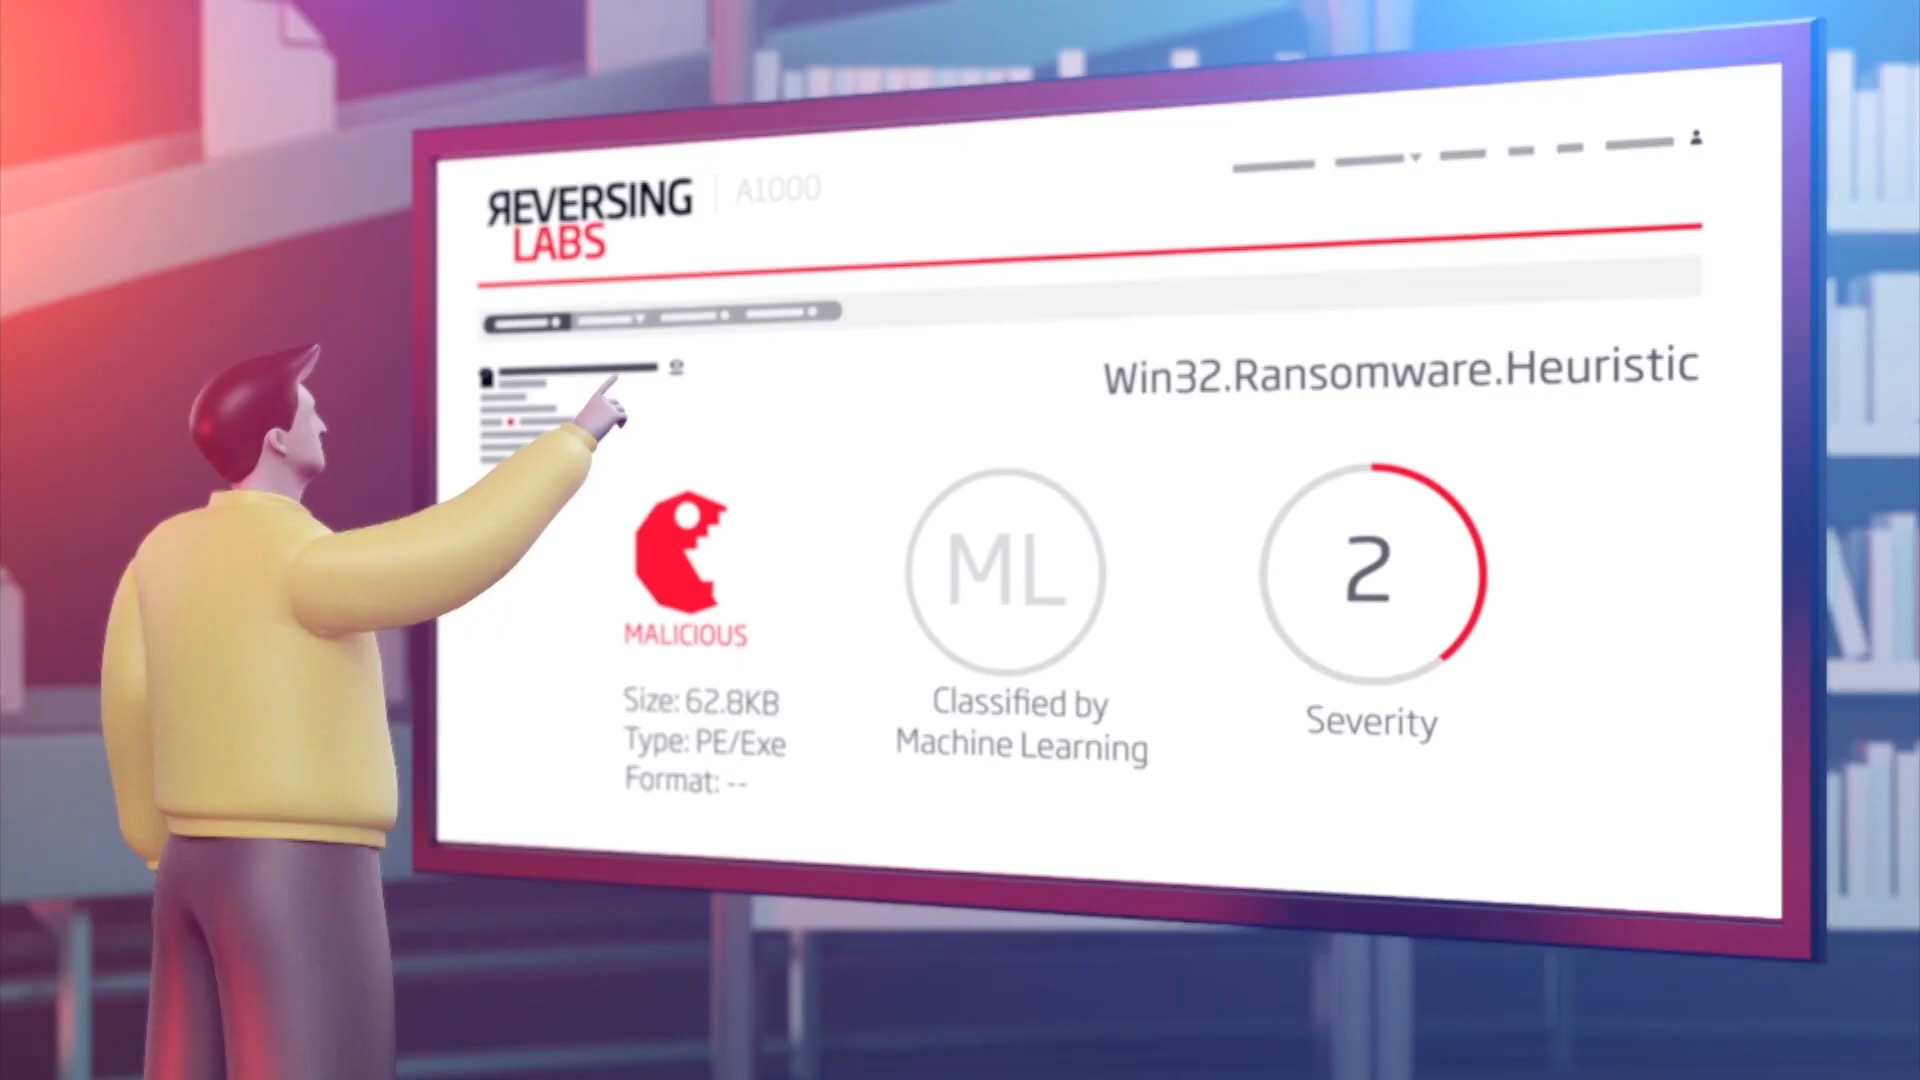 REVERSING
LABS
A1000
Win32.Ransomware.Heuristic
MALICIOUS
Size: 62.8KB
Type: PE/Exe
Format: --
ML
Classified by
Machine Learning
2
Severity